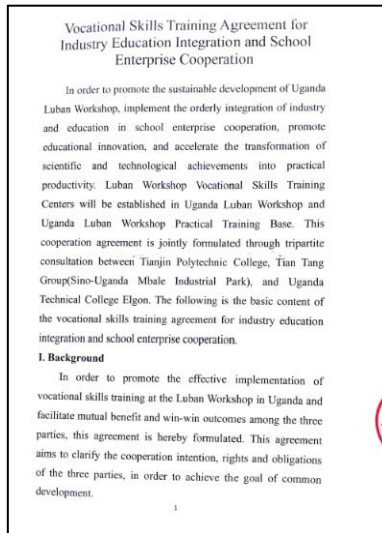 Vocational Skills Training Agreement for
Industry Education Integration and School
Enterprise Cooperation
In order to promote the sustainable development of Uganda
Luban Workshop, implement the orderly integration of industry
and education in school enterprise cooperation, promote
educational innovation, and accelerate the transformation of
scientific and technological achievements into practical
productivity. Luban Workshop Vocational Skills Training
Centers will be established in Uganda Luban Workshop and
Uganda Luban Workshop Practical Training Base. This
cooperation agreement is jointly formulated through tripartite
consultation between Tianjin Polytechnic College, Tian Tang
Group(Sino-Uganda Mbale Industrial Park), and Uganda
Technical College Elgon. The following is the basic content of
the vocational skills training agreement for industry education
integration and school enterprise cooperation.
I. Background
In order to promote the effective implementation of
vocational skills training at the Luban Workshop in Uganda and
facilitate mutual benefit and win-win outcomes among the three
parties, this agreement is hereby formulated. This agreement
aims to clarify the cooperation intention, rights and obligations
of the three parties, in order to achieve the goal of common
development.
1